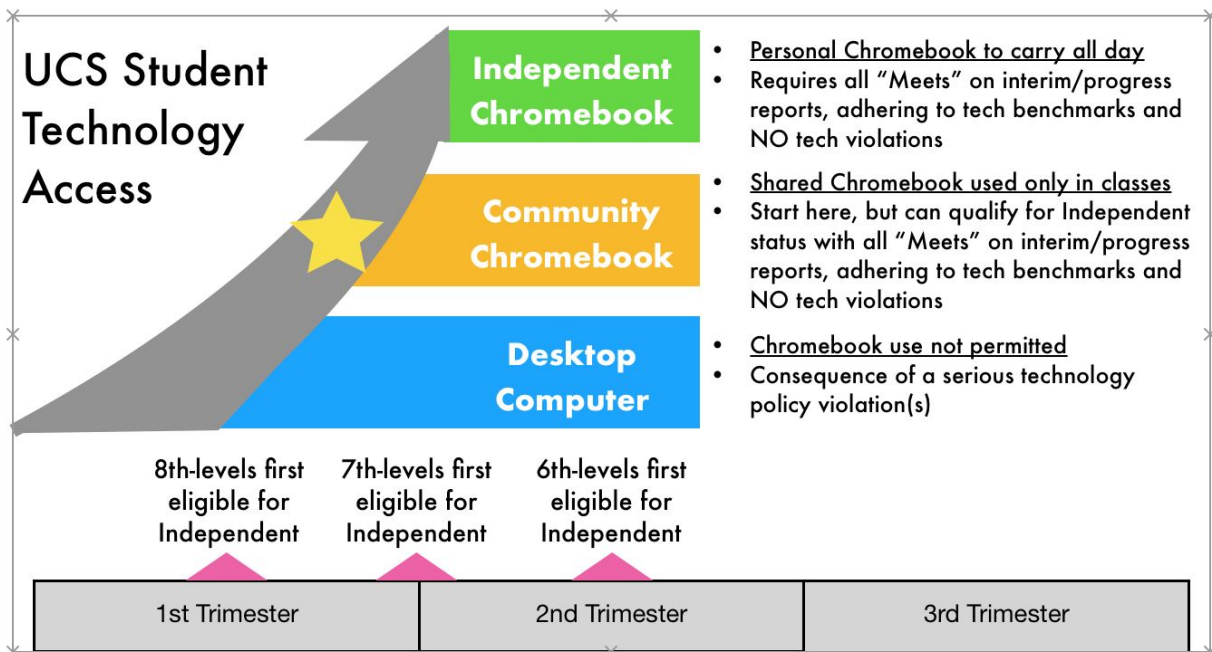 UCS Student
Technology
Access
Independent
Chromebook
• Personal Chromebook to carry all day
• Requires all “Meets” on interim/progress
reports, adhering to tech benchmarks and
NO tech violations
Community
Chromebook
• Shared Chromebook used only in classes
• Start here, but can qualify for Independent
status with all “Meets” on interim/progress
reports, adhering to tech benchmarks and
NO tech violations
Desktop
Computer
• Chromebook use not permitted
• Consequence of a serious technology
policy violation(s)
8th-levels first
eligible for
Independent
7th-levels first
eligible for
Independent
6th-levels first
eligible for
Independent
1st Trimester
2nd Trimester
3rd Trimester